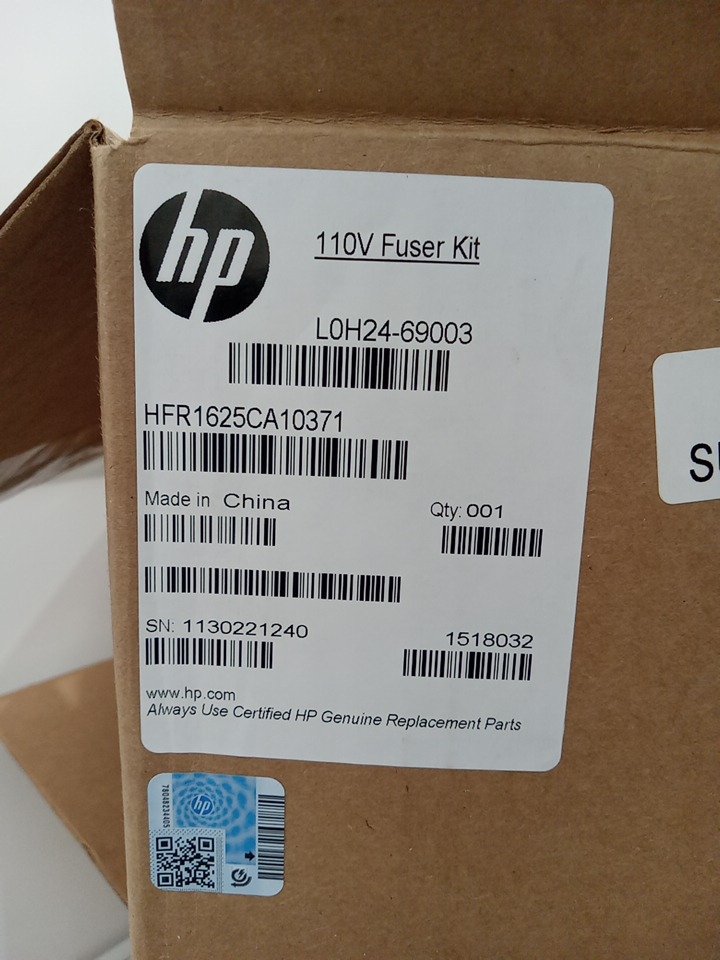 hp
110V Fuser Kit
L0H24-69003
HFR1625CA10371
Made in China
Qty: 001
SN: 1130221240
1518032
www.hp.com
Always Use Certified HP Genuine Replacement Parts
hp